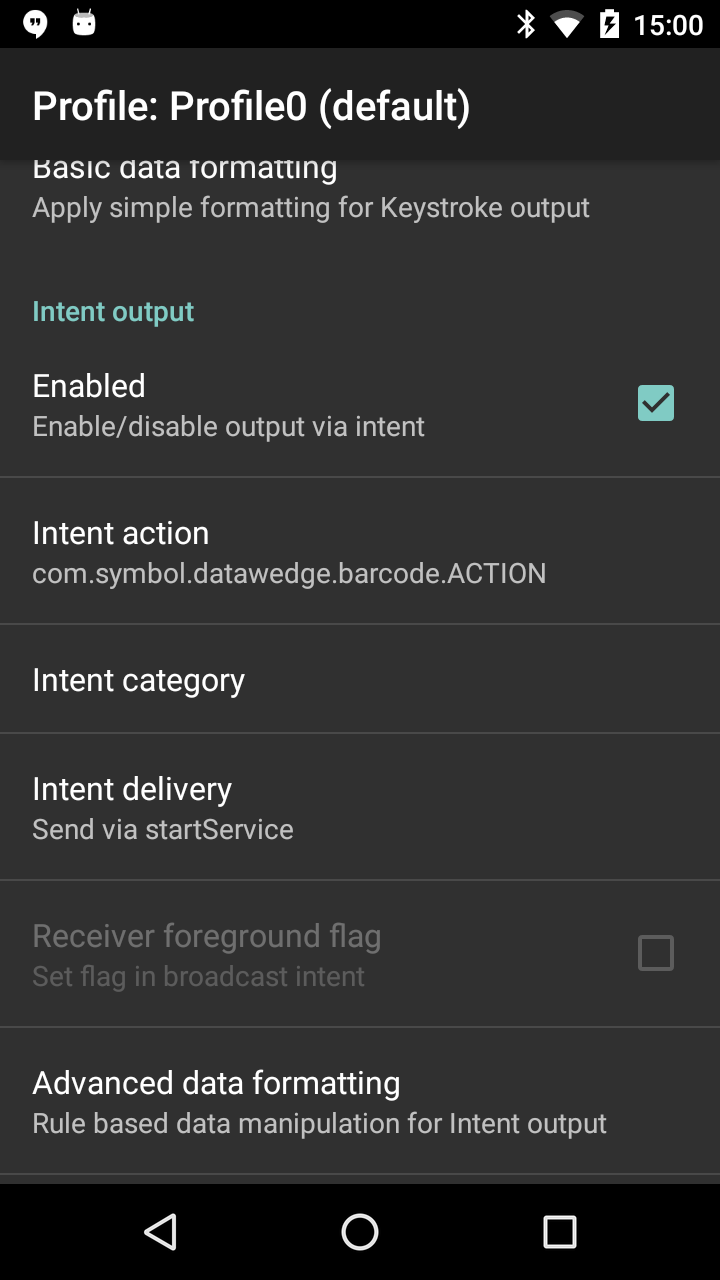 15:00
Profile: Profile0 (default)
Basic data formatting
Apply simple formatting for Keystroke output
Intent output
Enabled
Enable/disable output via intent
Intent action
com.symbol.datawedge.barcode.ACTION
Intent category
Intent delivery
Send via startService
Receiver foreground flag
Set flag in broadcast intent
Advanced data formatting
Rule based data manipulation for Intent output